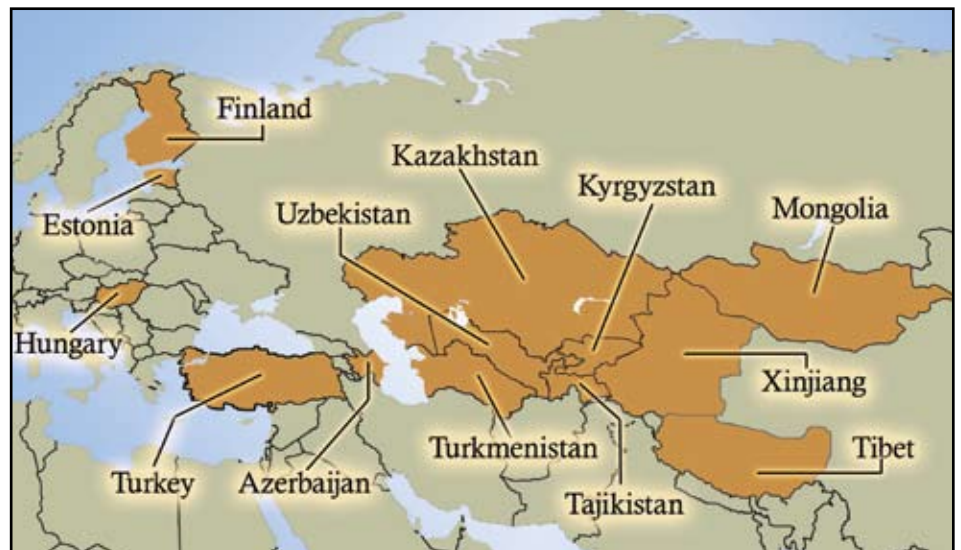 Finland
Kazakhstan
Kyrgyzstan
Uzbekistan
Mongolia
Estonia
Hungary
Xinjiang
Turkmenistan
Tibet
Turkey
Azerbaijan
Tajikistan